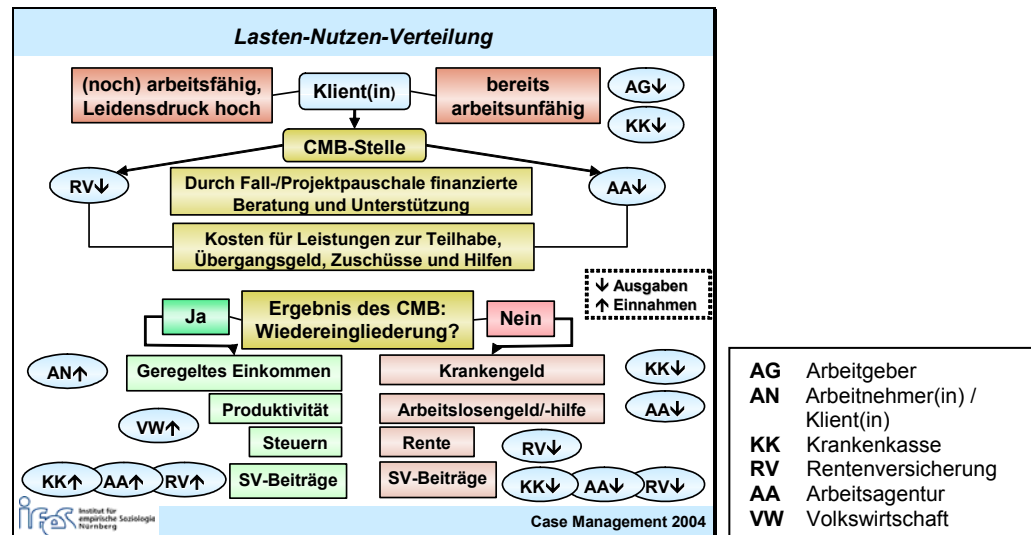 Lasten-Nutzen-Verteilung
(noch) arbeitsfähig,
Leidensdruck hoch
Klient(in)
bereits
arbeitsunfähig
AG↓
KK↓
CMB-Stelle
RV↓
AA↓
Durch Fall-/Projektpauschale finanzierte
Beratung und Unterstützung
Kosten für Leistungen zur Teilhabe,
Übergangsgeld, Zuschüsse und Hilfen
↓ Ausgaben
↑ Einnahmen
Ja
Ergebnis des CMB:
Wiedereingliederung?
Nein
AN↑
Geregeltes Einkommen
Krankengeld
KK↓
VW↑
Produktivität
Arbeitslosengeld/-hilfe
AA↓
Steuern
Rente
RV↓
KK↑ AA↑ RV↑
SV-Beiträge
SV-Beiträge
KK↓ AA↓ RV↓
ifes
Institut für
empirische Soziologie
Nürnberg
Case Management 2004
AG Arbeitgeber
AN Arbeitnehmer(in) /
Klient(in)
KK Krankenkasse
RV Rentenversicherung
AA Arbeitsagentur
VW Volkswirtschaft